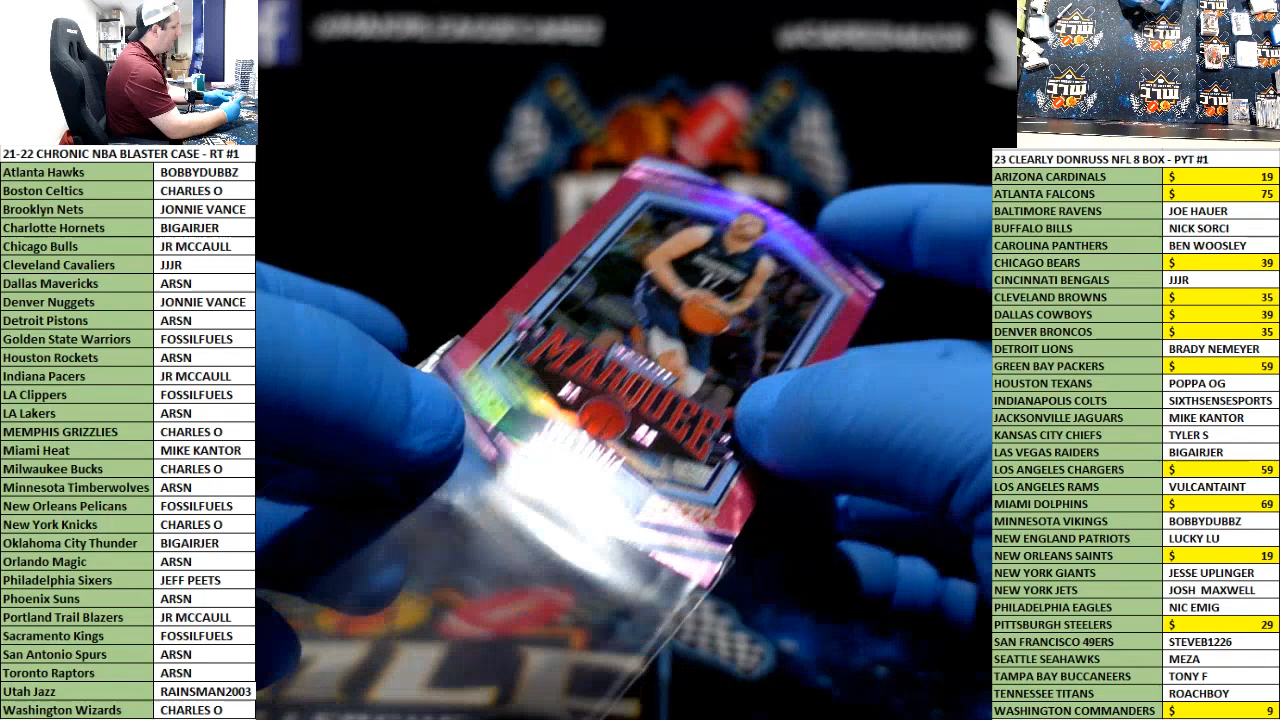 21-22 CHRONIC NBA BLASTER CASE - RT #1
Atlanta Hawks BOBBYDUBBZ
Boston Celtics CHARLES O
Brooklyn Nets JONNIE VANCE
Charlotte Hornets BIGAIRJER
Chicago Bulls JR MCCAULL
Cleveland Cavaliers JJJR
Dallas Mavericks ARSN
Denver Nuggets JONNIE VANCE
Detroit Pistons ARSN
Golden State Warriors FOSSILFUELS
Houston Rockets ARSN
Indiana Pacers JR MCCAULL
LA Clippers FOSSILFUELS
LA Lakers ARSN
MEMPHIS GRIZZLIES CHARLES O
Miami Heat MIKE KANTOR
Milwaukee Bucks CHARLES O
Minnesota Timberwolves ARSN
New Orleans Pelicans FOSSILFUELS
New York Knicks CHARLES O
Oklahoma City Thunder BIGAIRJER
Orlando Magic ARSN
Philadelphia Sixers JEFF PEETS
Phoenix Suns ARSN
Portland Trail Blazers JR MCCAULL
Sacramento Kings FOSSILFUELS
San Antonio Spurs ARSN
Toronto Raptors ARSN
Utah Jazz RAINSMAN2003
Washington Wizards CHARLES O
MARQUEE
23 CLEARLY DONRUSS NFL 8 BOX - PYT #1
ARIZONA CARDINALS $ 19
ATLANTA FALCONS $ 75
BALTIMORE RAVENS JOE HAUER
BUFFALO BILLS NICK SORCI
CAROLINA PANTHERS BEN WOOSLEY
CHICAGO BEARS $ 39
CINCINNATI BENGALS JJJR
CLEVELAND BROWNS $ 35
DALLAS COWBOYS $ 39
DENVER BRONCOS $ 35
DETROIT LIONS BRADY NEMEYER
GREEN BAY PACKERS $ 59
HOUSTON TEXANS POPPA OG
INDIANAPOLIS COLTS SIXTHSENSESPORTS
JACKSONVILLE JAGUARS MIKE KANTOR
KANSAS CITY CHIEFS TYLER S
LAS VEGAS RAIDERS BIGAIRJER
LOS ANGELES CHARGERS $ 59
LOS ANGELES RAMS VULCANTAINT
MIAMI DOLPHINS $ 69
MINNESOTA VIKINGS BOBBYDUBBZ
NEW ENGLAND PATRIOTS LUCKY LU
NEW ORLEANS SAINTS $ 19
NEW YORK GIANTS JESSE UPLINGER
NEW YORK JETS JOSH  MAXWELL
PHILADELPHIA EAGLES NIC EMIG
PITTSBURGH STEELERS $ 29
SAN FRANCISCO 49ERS STEVEB1226
SEATTLE SEAHAWKS MEZA
TAMPA BAY BUCCANEERS TONY F
TENNESSEE TITANS ROACHBOY
WASHINGTON COMMANDERS $ 9